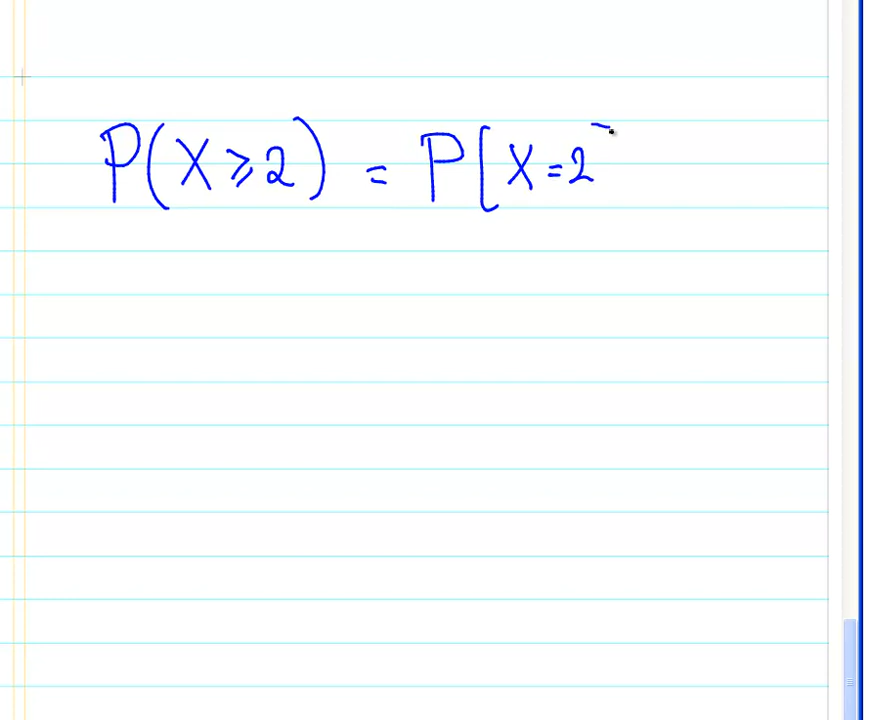 P(X ≥ 2) = P[X = 2